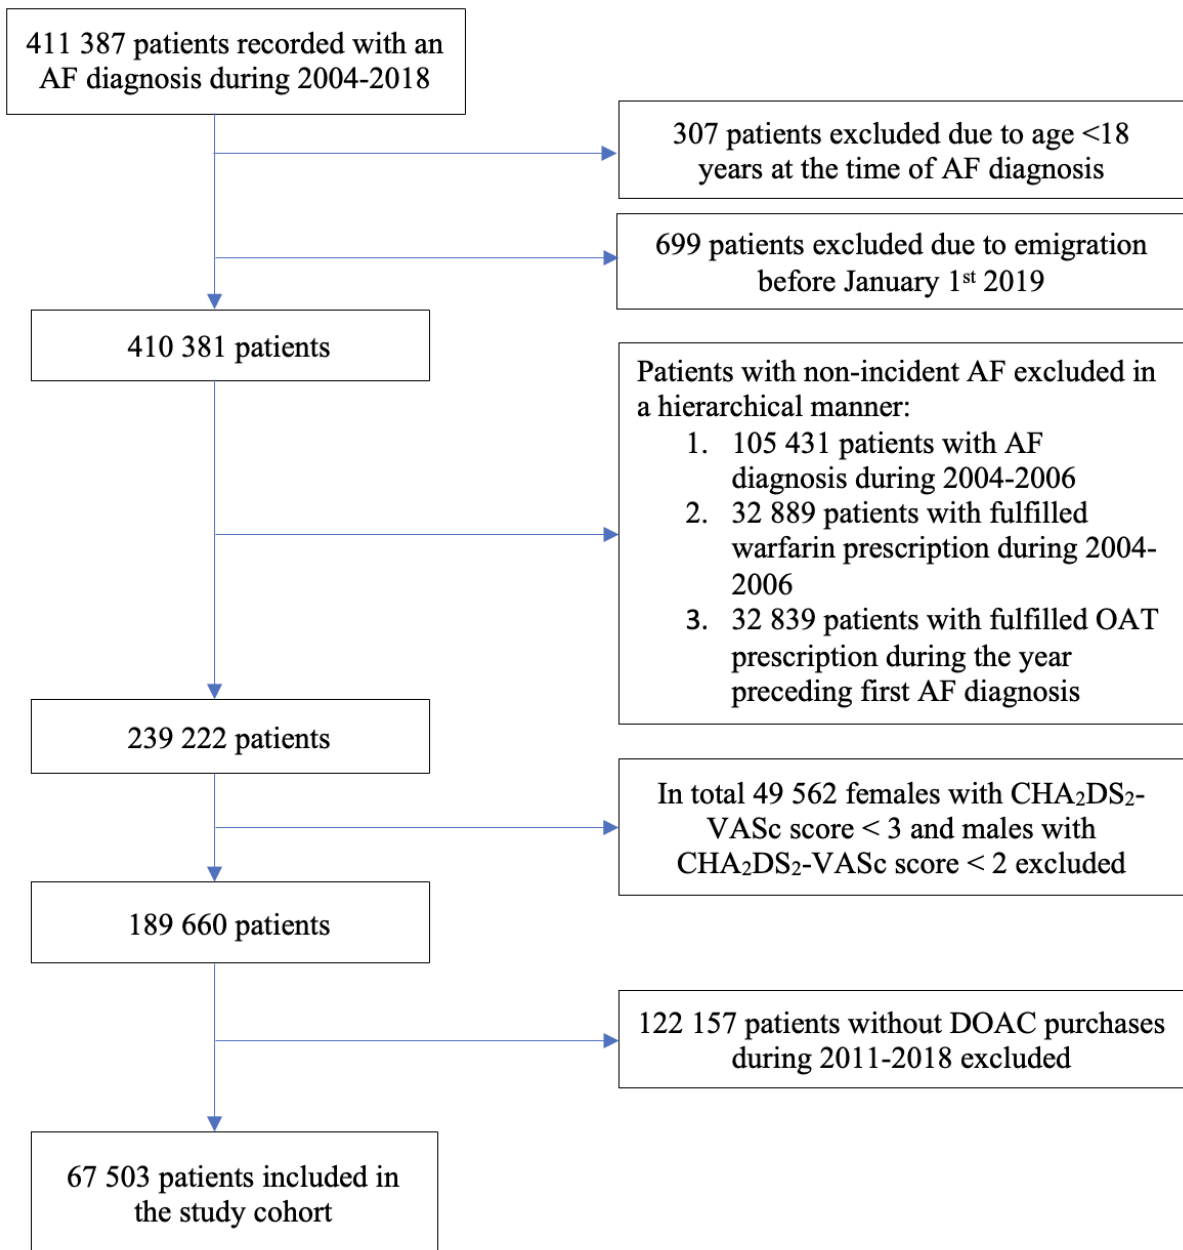 411 387 patients recorded with an
AF diagnosis during 2004-2018
307 patients excluded due to age <18
years at the time of AF diagnosis
699 patients excluded due to emigration
before January 1st 2019
410 381 patients
Patients with non-incident AF excluded in
a hierarchical manner:
1. 105 431 patients with AF
diagnosis during 2004-2006
2. 32 889 patients with fulfilled
warfarin prescription during 2004-
2006
3. 32 839 patients with fulfilled OAT
prescription during the year
preceding first AF diagnosis
239 222 patients
In total 49 562 females with CHA₂DS₂-
VASc score < 3 and males with
CHA₂DS₂-VASc score < 2 excluded
189 660 patients
122 157 patients without DOAC purchases
during 2011-2018 excluded
67 503 patients included in
the study cohort